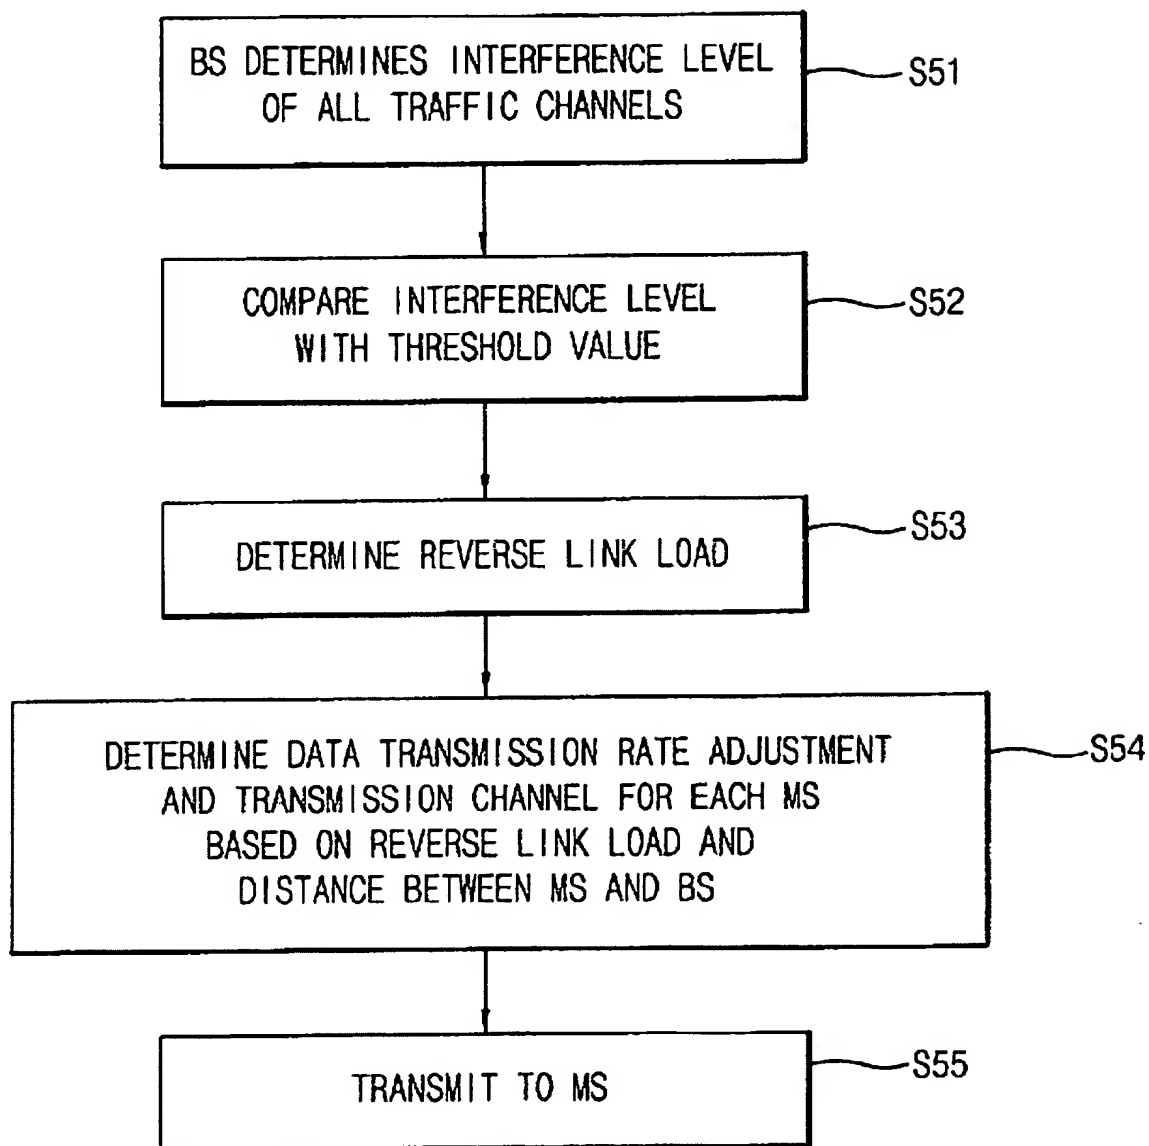 BS DETERMINES INTERFERENCE LEVEL
OF ALL TRAFFIC CHANNELS
S51
COMPARE INTERFERENCE LEVEL
WITH THRESHOLD VALUE
S52
DETERMINE REVERSE LINK LOAD
S53
DETERMINE DATA TRANSMISSION RATE ADJUSTMENT
AND TRANSMISSION CHANNEL FOR EACH MS
BASED ON REVERSE LINK LOAD AND
DISTANCE BETWEEN MS AND BS
S54
TRANSMIT TO MS
S55